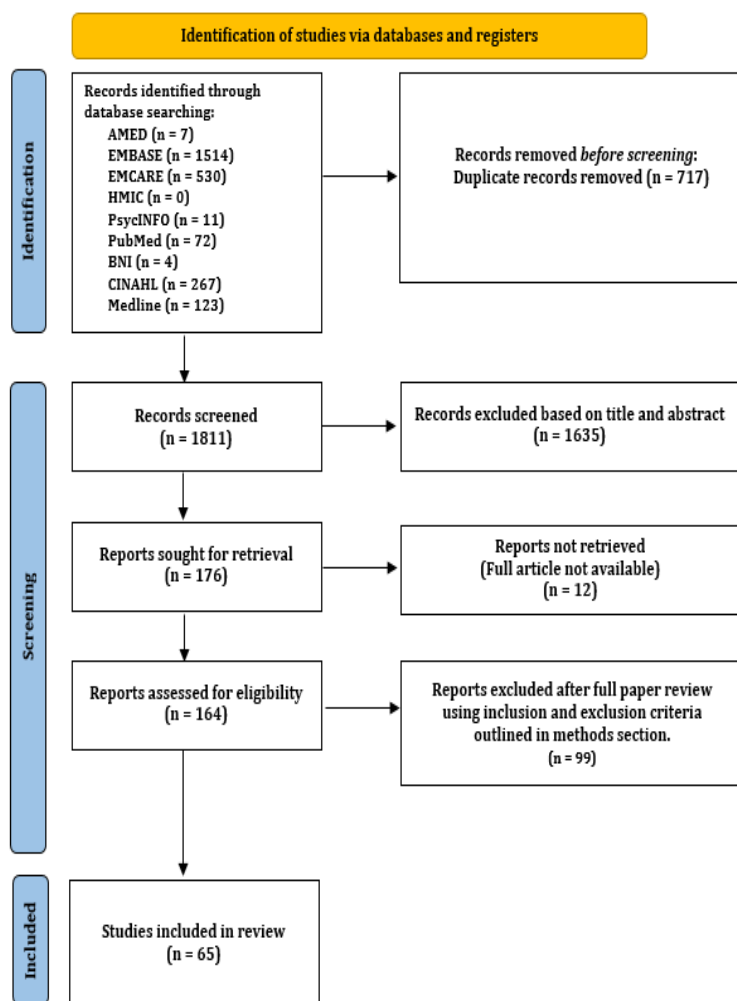 Identification of studies via databases and registers
Identification
Records identified through
database searching:
AMED (n = 7)
EMBASE (n = 1514)
EMCARE (n = 530)
HMIC (n = 0)
PsycINFO (n = 11)
PubMed (n = 72)
BNI (n = 4)
CINAHL (n = 267)
Medline (n = 123)
Records removed before screening:
Duplicate records removed (n = 717)
Screening
Records screened
(n = 1811)
Records excluded based on title and abstract
(n = 1635)
Reports sought for retrieval
(n = 176)
Reports not retrieved
(Full article not available)
(n = 12)
Reports assessed for eligibility
(n = 164)
Reports excluded after full paper review
using inclusion and exclusion criteria
outlined in methods section.
(n = 99)
Included
Studies included in review
(n = 65)